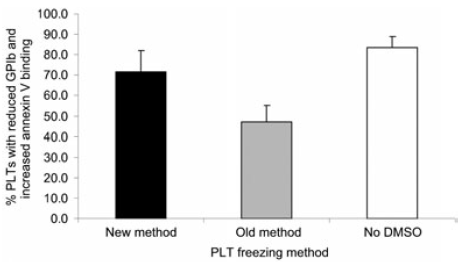 % PLTs with reduced GPIb and
increased annexin V binding
100.0
90.0
80.0
70.0
60.0
50.0
40.0
30.0
20.0
10.0
0.0
New method
Old method
No DMSO
PLT freezing method